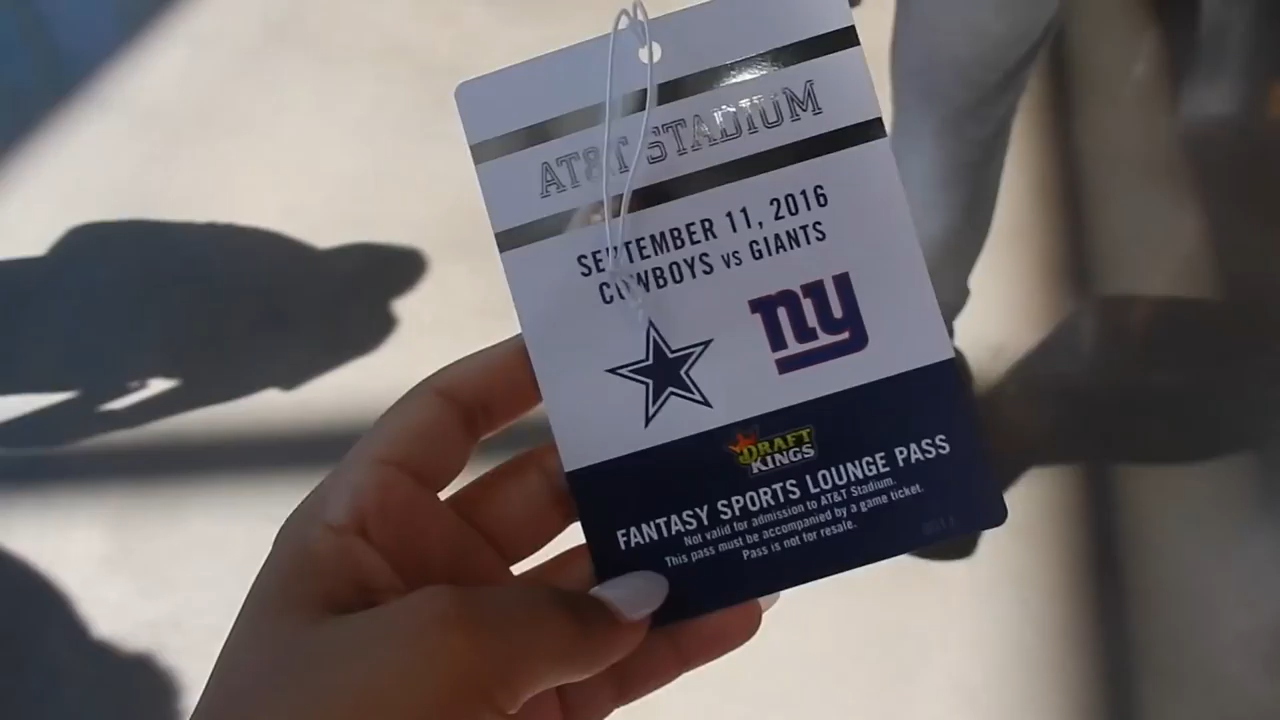 AT&T STADIUM
SEPTEMBER 11, 2016
COWBOYS vs GIANTS
ny
DRAFT
KINGS
FANTASY SPORTS LOUNGE PASS
Not valid for admission to AT&T Stadium.
This pass must be accompanied by a game ticket.
Pass is not for resale.